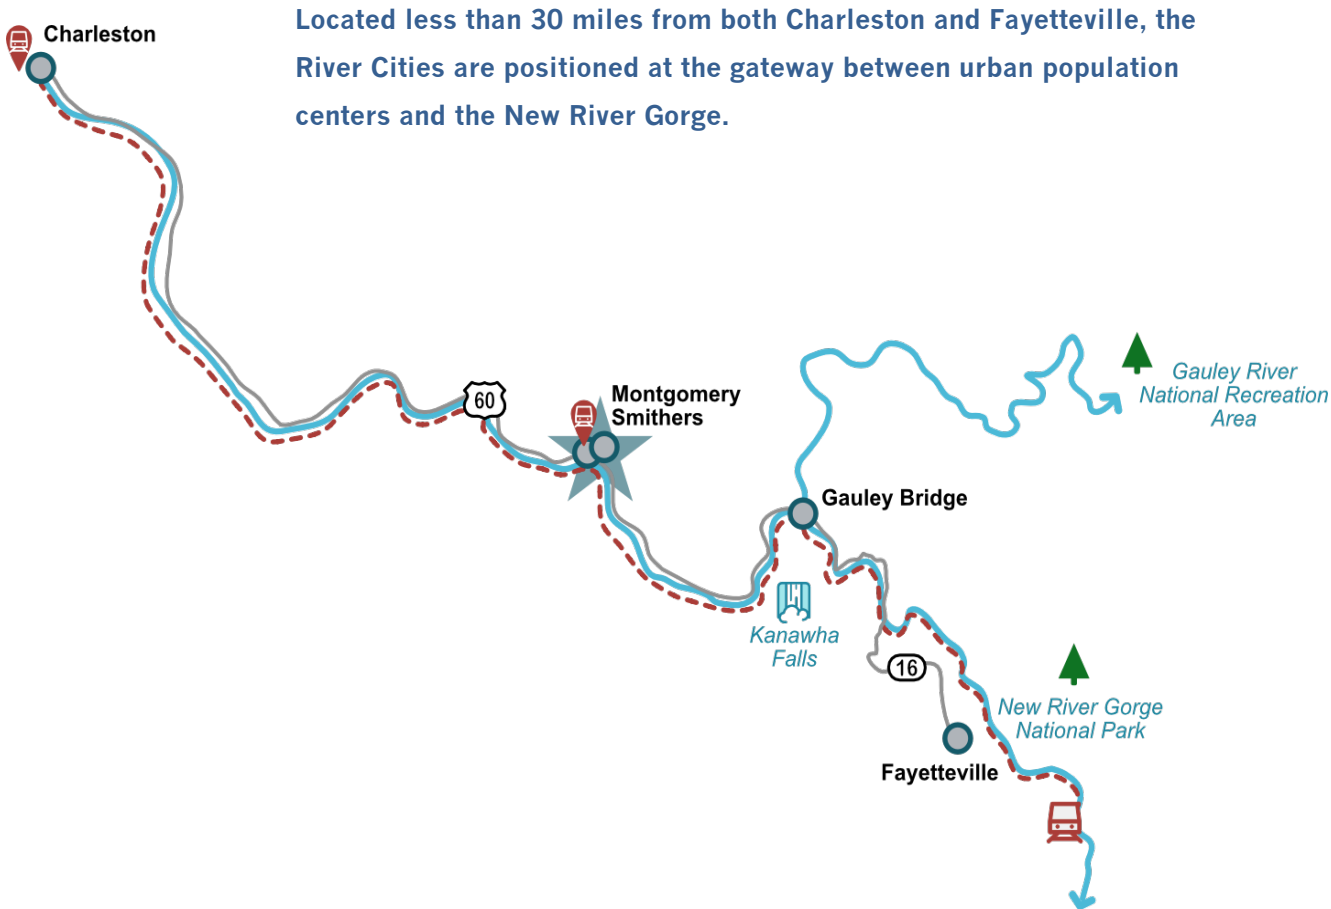 Located less than 30 miles from both Charleston and Fayetteville, the
River Cities are positioned at the gateway between urban population
centers and the New River Gorge.
Charleston
60
Montgomery
Smithers
Gauley River
National Recreation
Area
Gauley Bridge
Kanawha
Falls
16
New River Gorge
National Park
Fayetteville